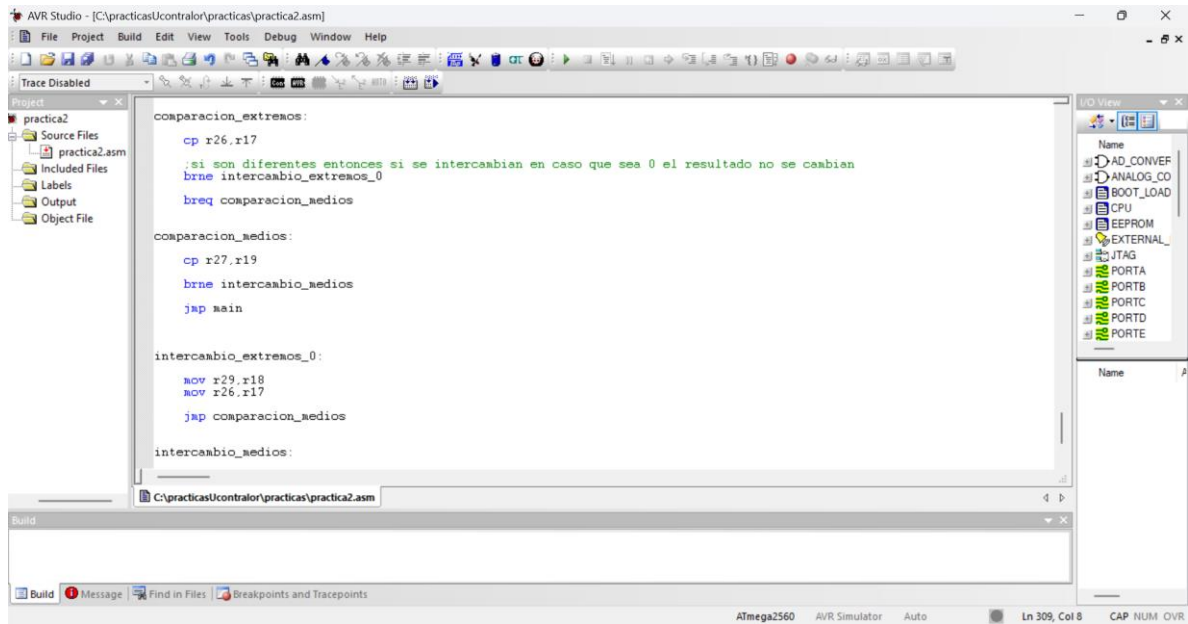 AVR Studio - [C:\practicasUcontralor\practicas\practica2.asm]
File Project Build Edit View Tools Debug Window Help
Trace Disabled
Project
practica2
Source Files
practica2.asm
Included Files
Labels
Output
Object File
comparacion_extremos:
cp r26,r17
;si son diferentes entonces si se intercambian en caso que sea 0 el resultado no se cambian
brne intercambio_extremos_0
breq comparacion_medios
comparacion_medios:
cp r27,r19
brne intercambio_medios
jmp main
intercambio_extremos_0:
mov r29,r18
mov r26,r17
jmp comparacion_medios
intercambio_medios:
C:\practicasUcontralor\practicas\practica2.asm
I/O View
Name
AD_CONVEF
ANALOG_CO
BOOT_LOAD
CPU
EEPROM
EXTERNAL_
JTAG
PORTA
PORTB
PORTC
PORTD
PORTE
Name
Build
Build Message Find in Files Breakpoints and Tracepoints
ATmega2560 AVR Simulator Auto Ln 309, Col 8 CAP NUM OVR